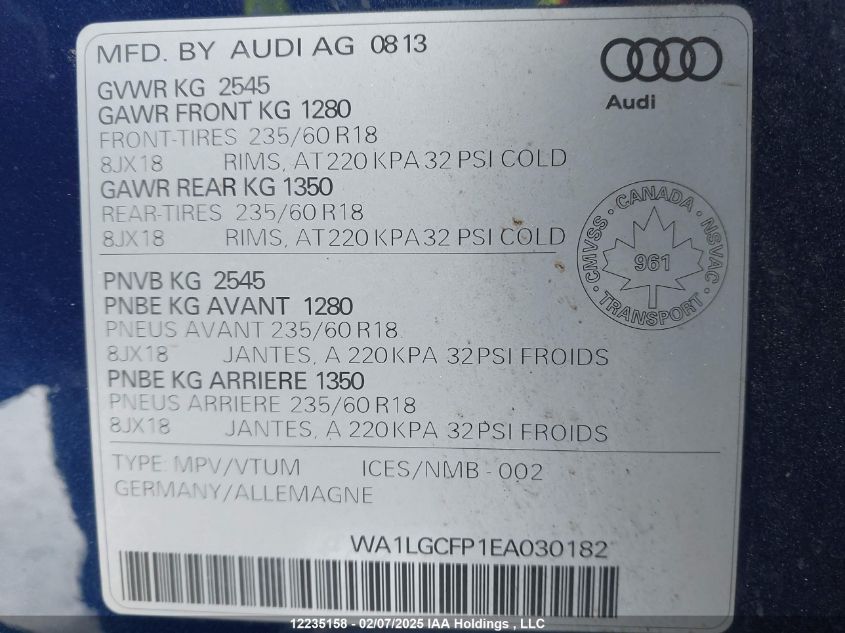 MFD. BY AUDI AG 0813
Audi
GVWR KG 2545
GAWR FRONT KG 1280
FRONT-TIRES 235/60 R18
8JX18 RIMS, AT 220 KPA 32 PSI COLD
GAWR REAR KG 1350
REAR-TIRES 235/60 R18
8JX18 RIMS, AT 220 KPA 32 PSI COLD
CMVSS · CANADA · NSVAC · TRANSPORT ·
961
PNVB KG 2545
PNBE KG AVANT 1280
PNEUS AVANT 235/60 R18
8JX18 JANTES, A 220 KPA 32 PSI FROIDS
PNBE KG ARRIERE 1350
PNEUS ARRIERE 235/60 R18
8JX18 JANTES, A 220 KPA 32 PSI FROIDS
TYPE: MPV/VTUM ICES/NMB-002
GERMANY/ALLEMAGNE
WA1LGCFP1EA030182
12235158 - 02/07/2025 IAA Holdings , LLC